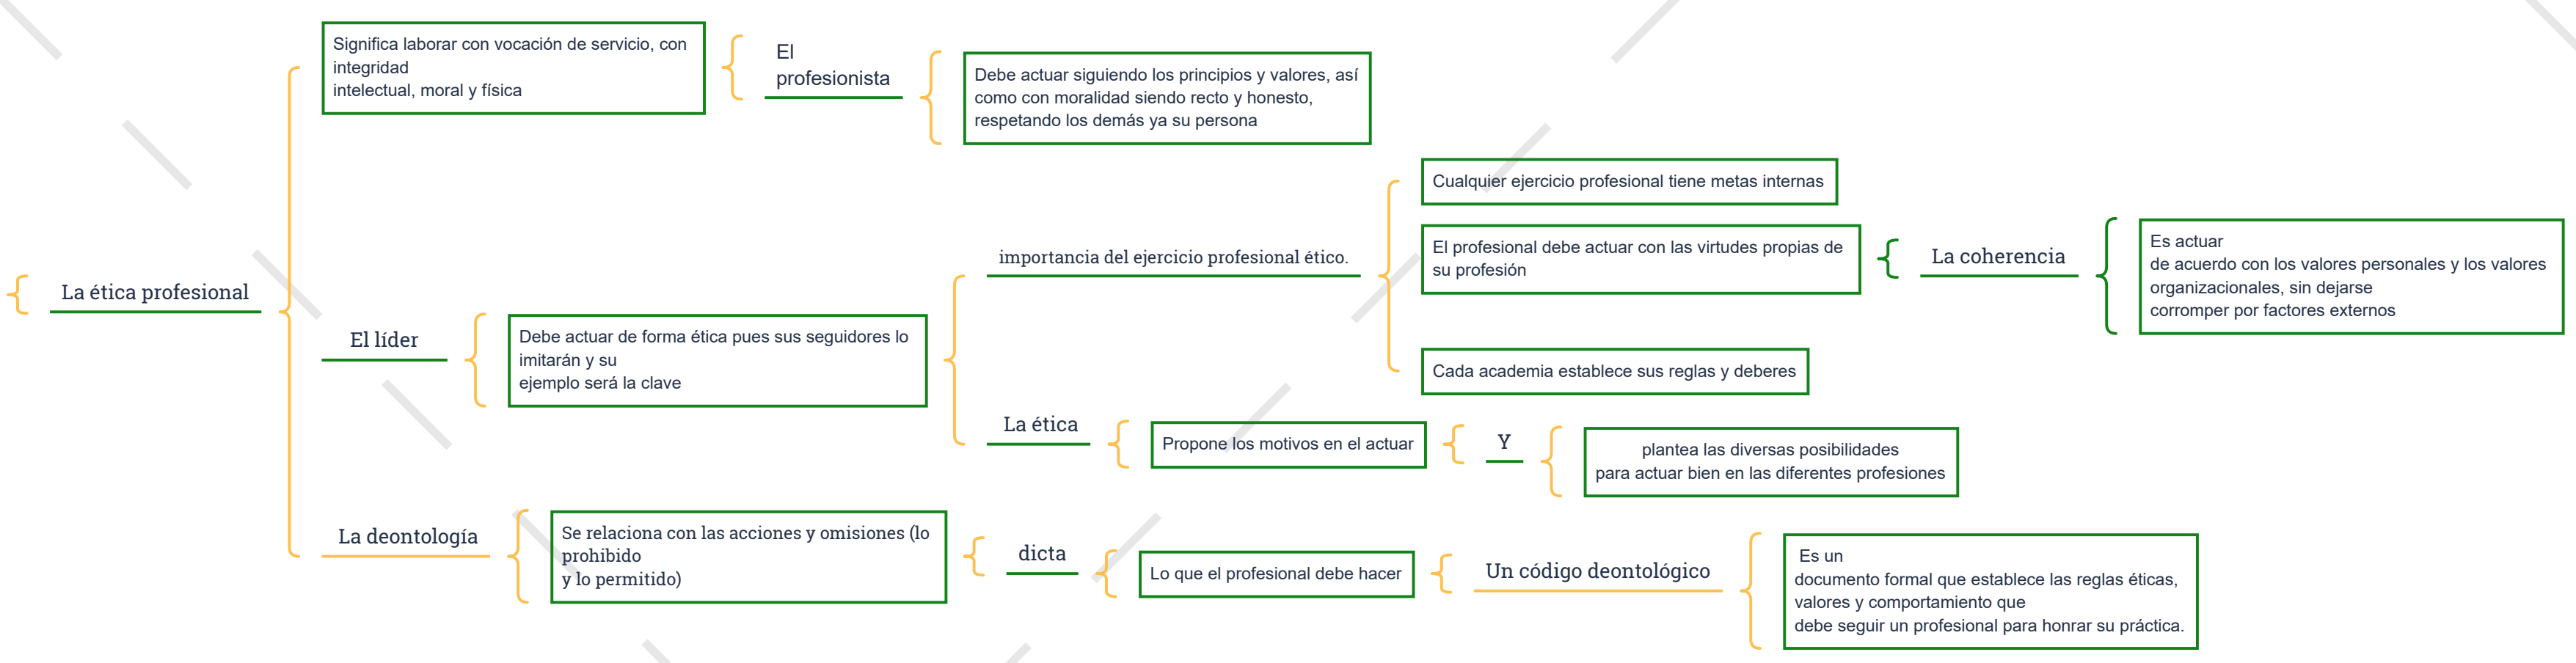 La ética profesional
Significa laborar con vocación de servicio, con
integridad
intelectual, moral y física
El
profesionista
Debe actuar siguiendo los principios y valores, así
como con moralidad siendo recto y honesto,
respetando los demás ya su persona
El líder
Debe actuar de forma ética pues sus seguidores lo
imitarán y su
ejemplo será la clave
importancia del ejercicio profesional ético.
Cualquier ejercicio profesional tiene metas internas
El profesional debe actuar con las virtudes propias de
su profesión
La coherencia
Es actuar
de acuerdo con los valores personales y los valores
organizacionales, sin dejarse
corromper por factores externos
Cada academia establece sus reglas y deberes
La ética
Propone los motivos en el actuar
Y
plantea las diversas posibilidades
para actuar bien en las diferentes profesiones
La deontología
Se relaciona con las acciones y omisiones (lo
prohibido
y lo permitido)
dicta
Lo que el profesional debe hacer
Un código deontológico
Es un
documento formal que establece las reglas éticas,
valores y comportamiento que
debe seguir un profesional para honrar su práctica.